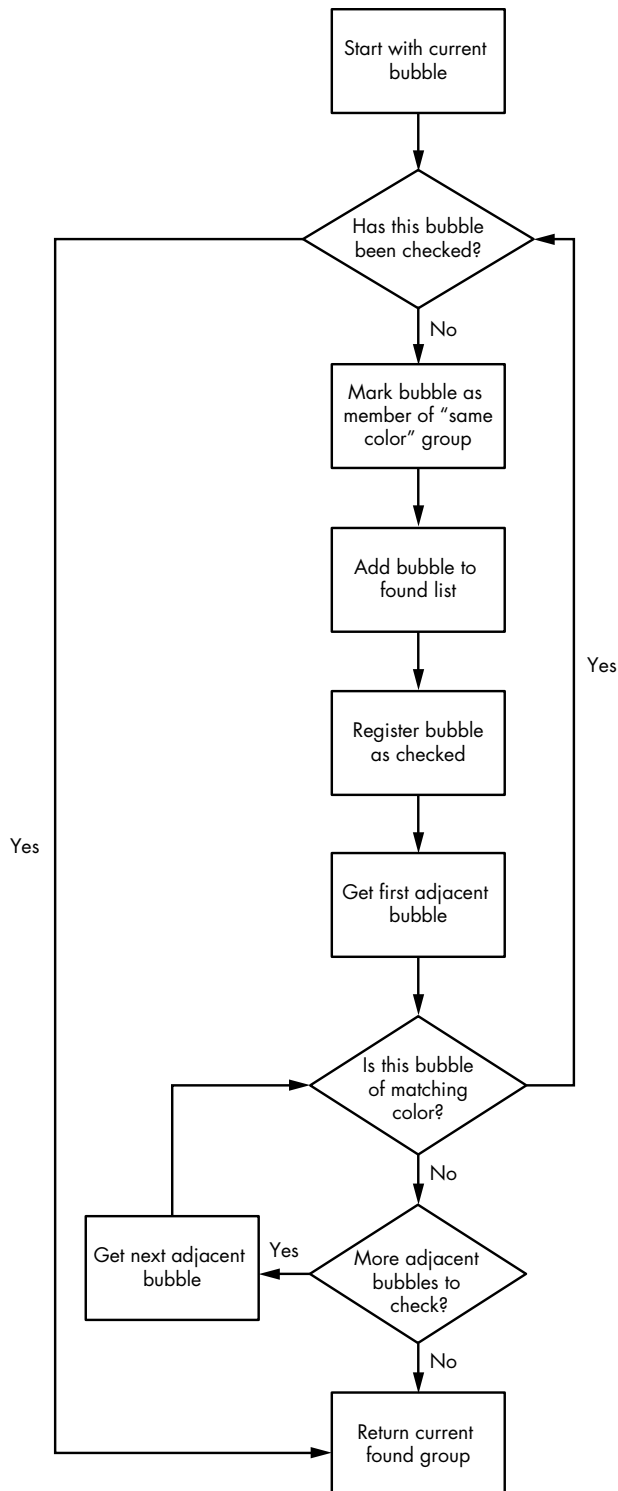 Start with current
bubble
Has this bubble
been checked?
No
Mark bubble as
member of “same
color” group
Add bubble to
found list
Yes
Register bubble
as checked
Yes
Get first adjacent
bubble
Is this bubble
of matching
color?
No
Get next adjacent
bubble
Yes
More adjacent
bubbles to
check?
No
Return current
found group